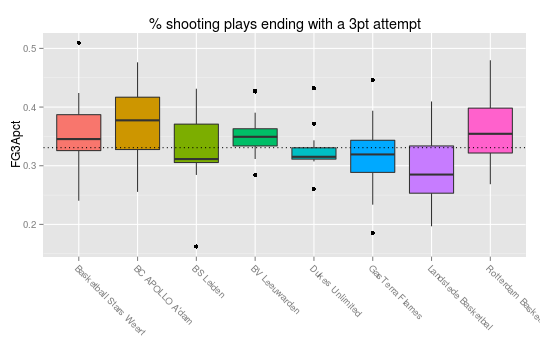 % shooting plays ending with a 3pt attempt
FG3Apct
0.5
0.4
0.3
0.2
Basketball Stars Weert
BC APOLLO A'dam
BS Leiden
BV Leeuwarden
Dukes Unlimited
GasTerra Flames
Landstede Basketbal
Rotterdam Basket